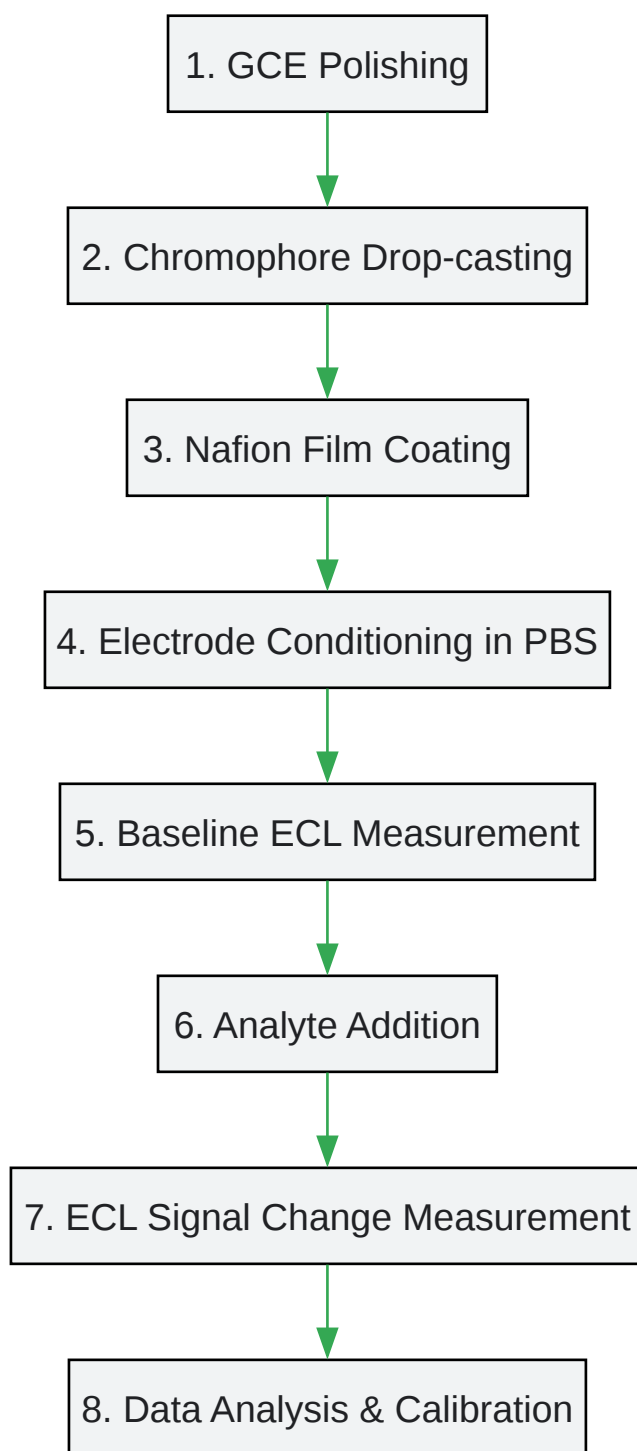 1. GCE Polishing
2. Chromophore Drop-casting
3. Nafion Film Coating
4. Electrode Conditioning in PBS
5. Baseline ECL Measurement
6. Analyte Addition
7. ECL Signal Change Measurement
8. Data Analysis & Calibration